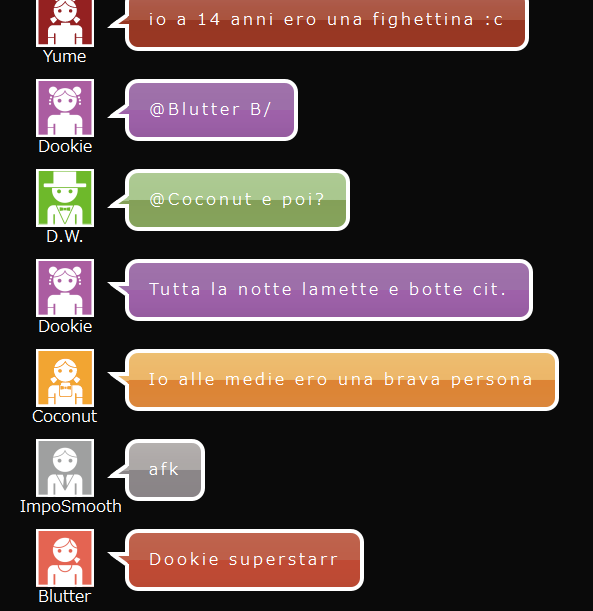 io a 14 anni ero una fighettina :c
Yume
@Blutter B/
Dookie
@Coconut e poi?
D.W.
Tutta la notte lamette e botte cit.
Dookie
Io alle medie ero una brava persona
Coconut
afk
ImpoSmooth
Dookie superstarr
Blutter